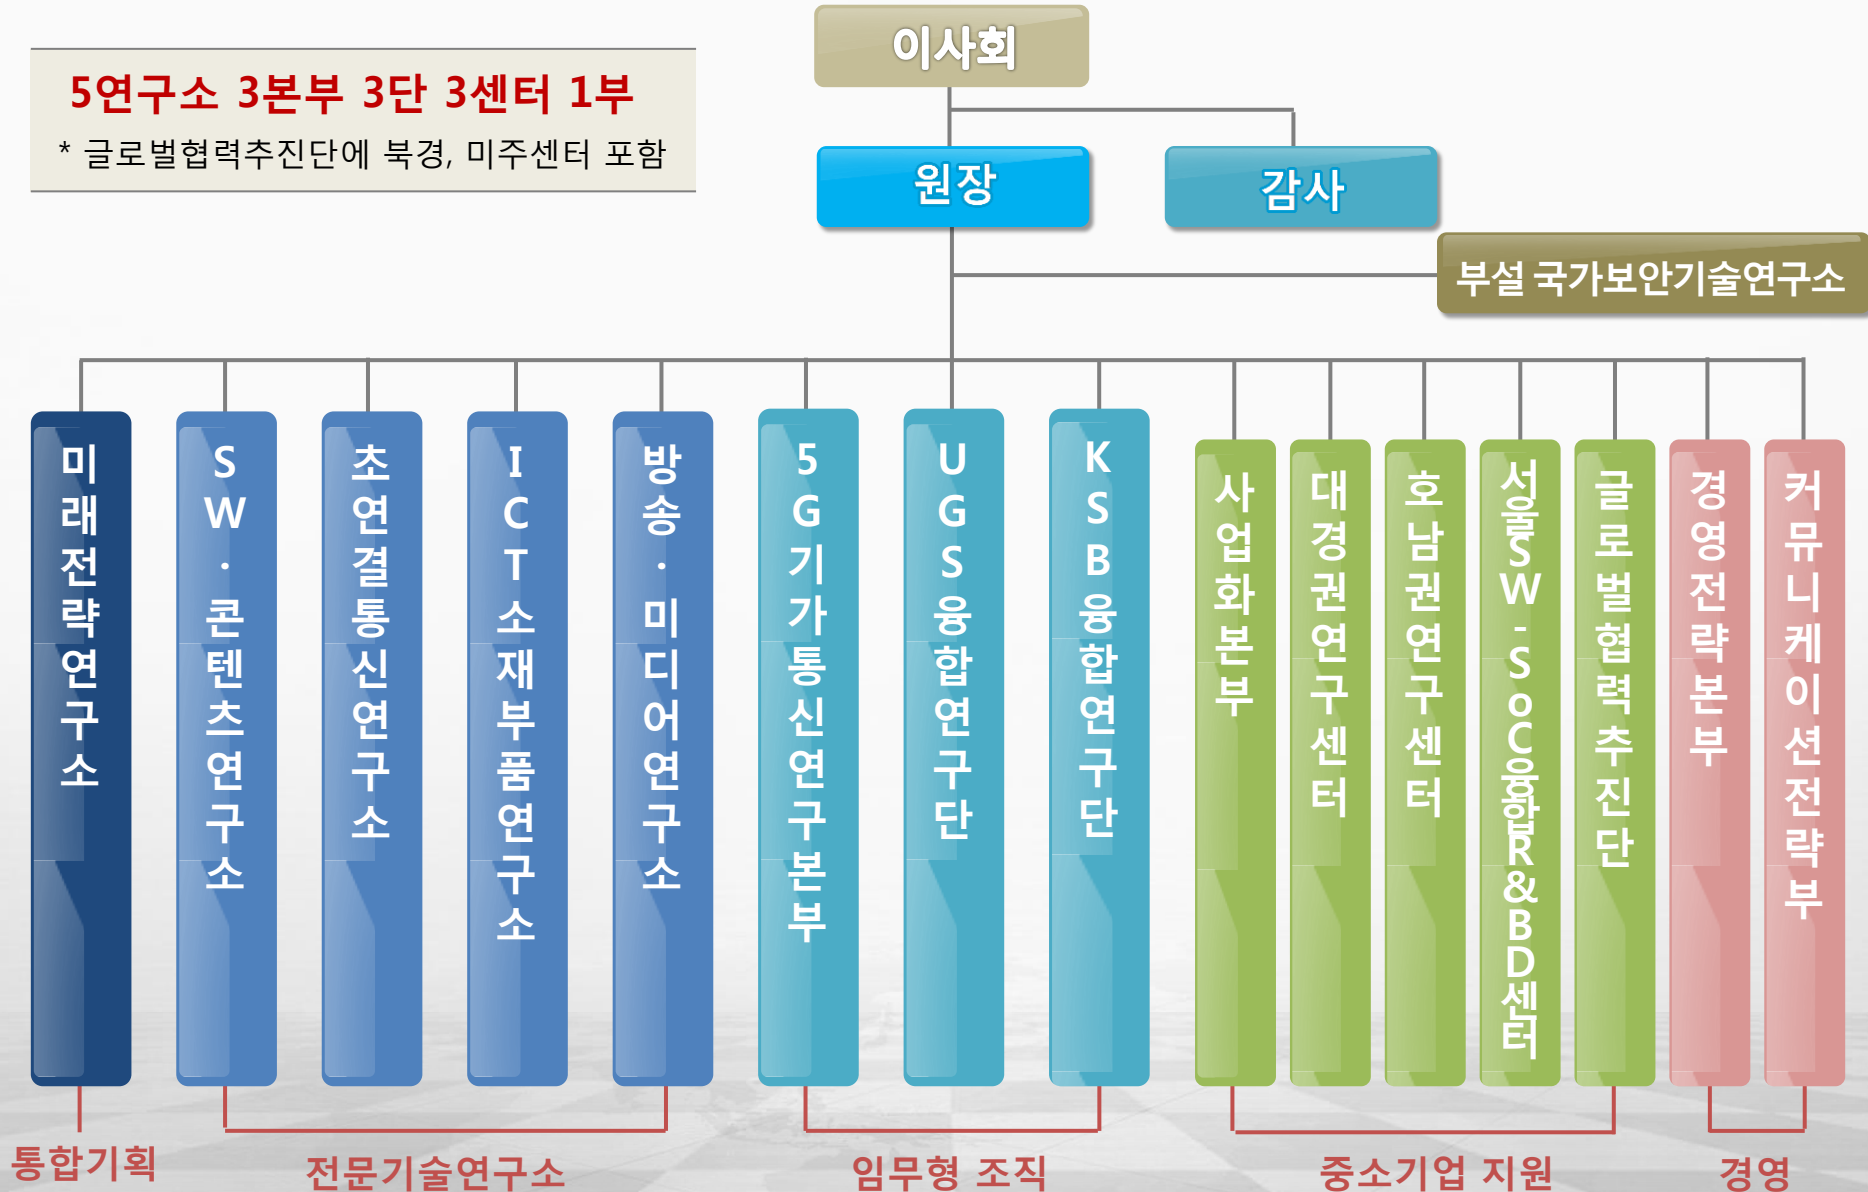 이사회
5연구소 3본부 3단 3센터 1부
* 글로벌협력추진단에 북경, 미주센터 포함
원장
감사
부설 국가보안기술연구소
미래전략연구소
SW·콘텐츠연구소
초연결통신연구소
ICT소재부품연구소
방송·미디어연구소
5G기가통신연구본부
UGS융합연구단
KSB융합연구단
사업화본부
대경권연구센터
호남권연구센터
서울SW-SoC융합R&BD센터
글로벌협력추진단
경영전략본부
커뮤니케이션전략부
통합기획
전문기술연구소
임무형 조직
중소기업 지원
경영